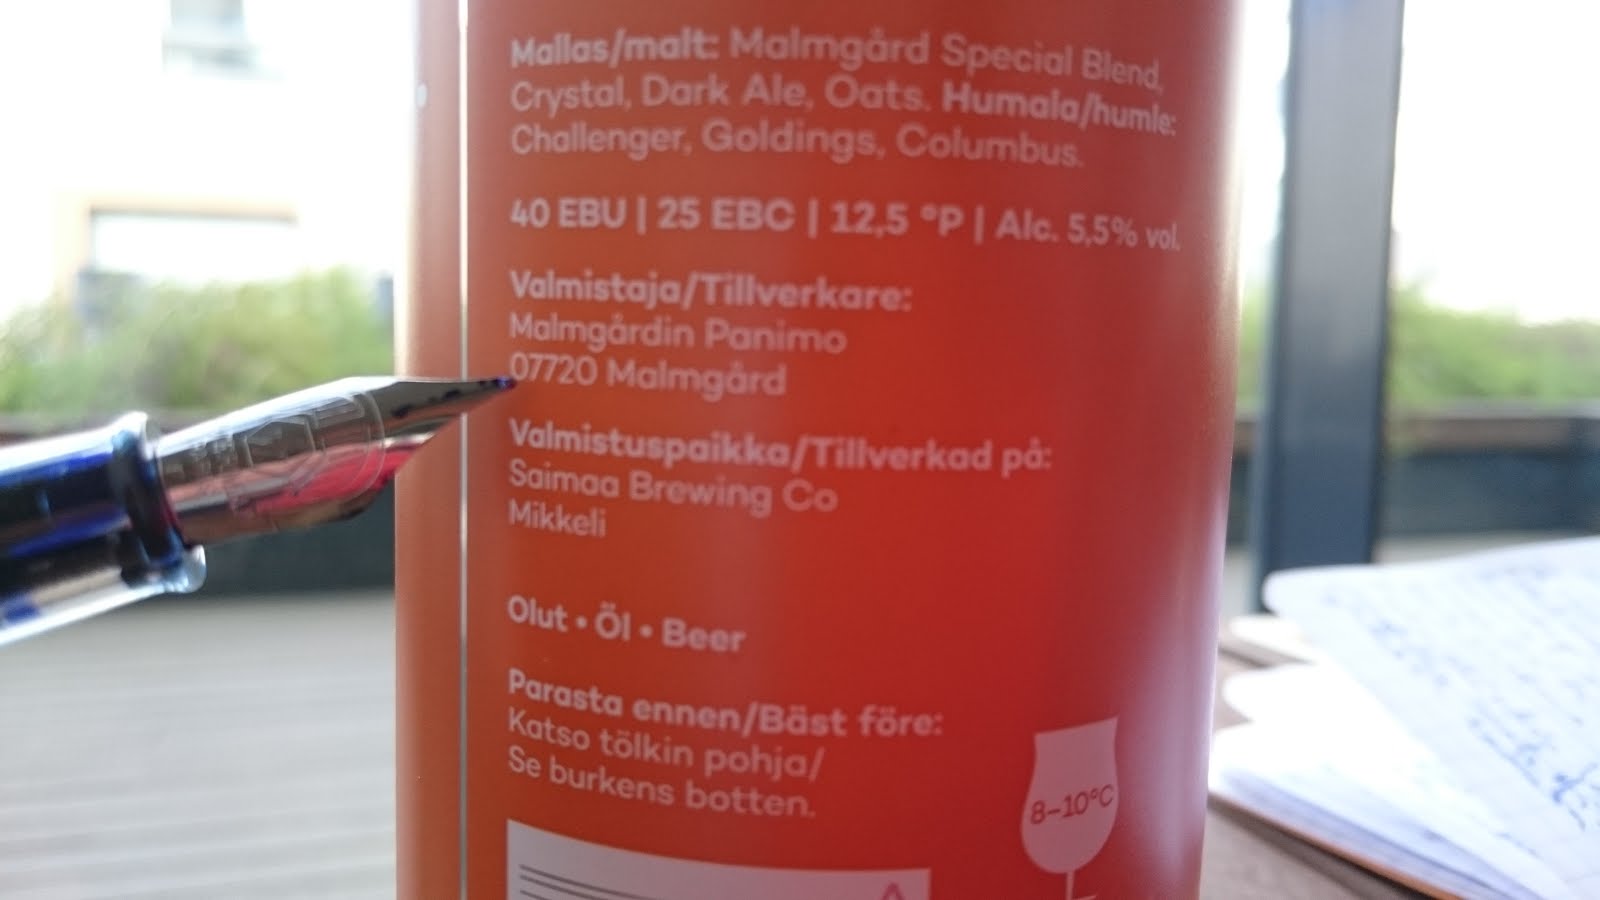 Mallas/malt: Malmgård Special Blend,
Crystal, Dark Ale, Oats. Humala/humle:
Challenger, Goldings, Columbus.
40 EBU | 25 EBC | 12,5 °P | Alc. 5,5% vol.
Valmistaja/Tillverkare:
Malmgårdin Panimo
07720 Malmgård
Valmistuspaikka/Tillverkad på:
Saimaa Brewing Co
Mikkeli
Olut • Öl • Beer
Parasta ennen/Bäst före:
Katso tölkin pohja/
Se burkens botten.
8–10°C